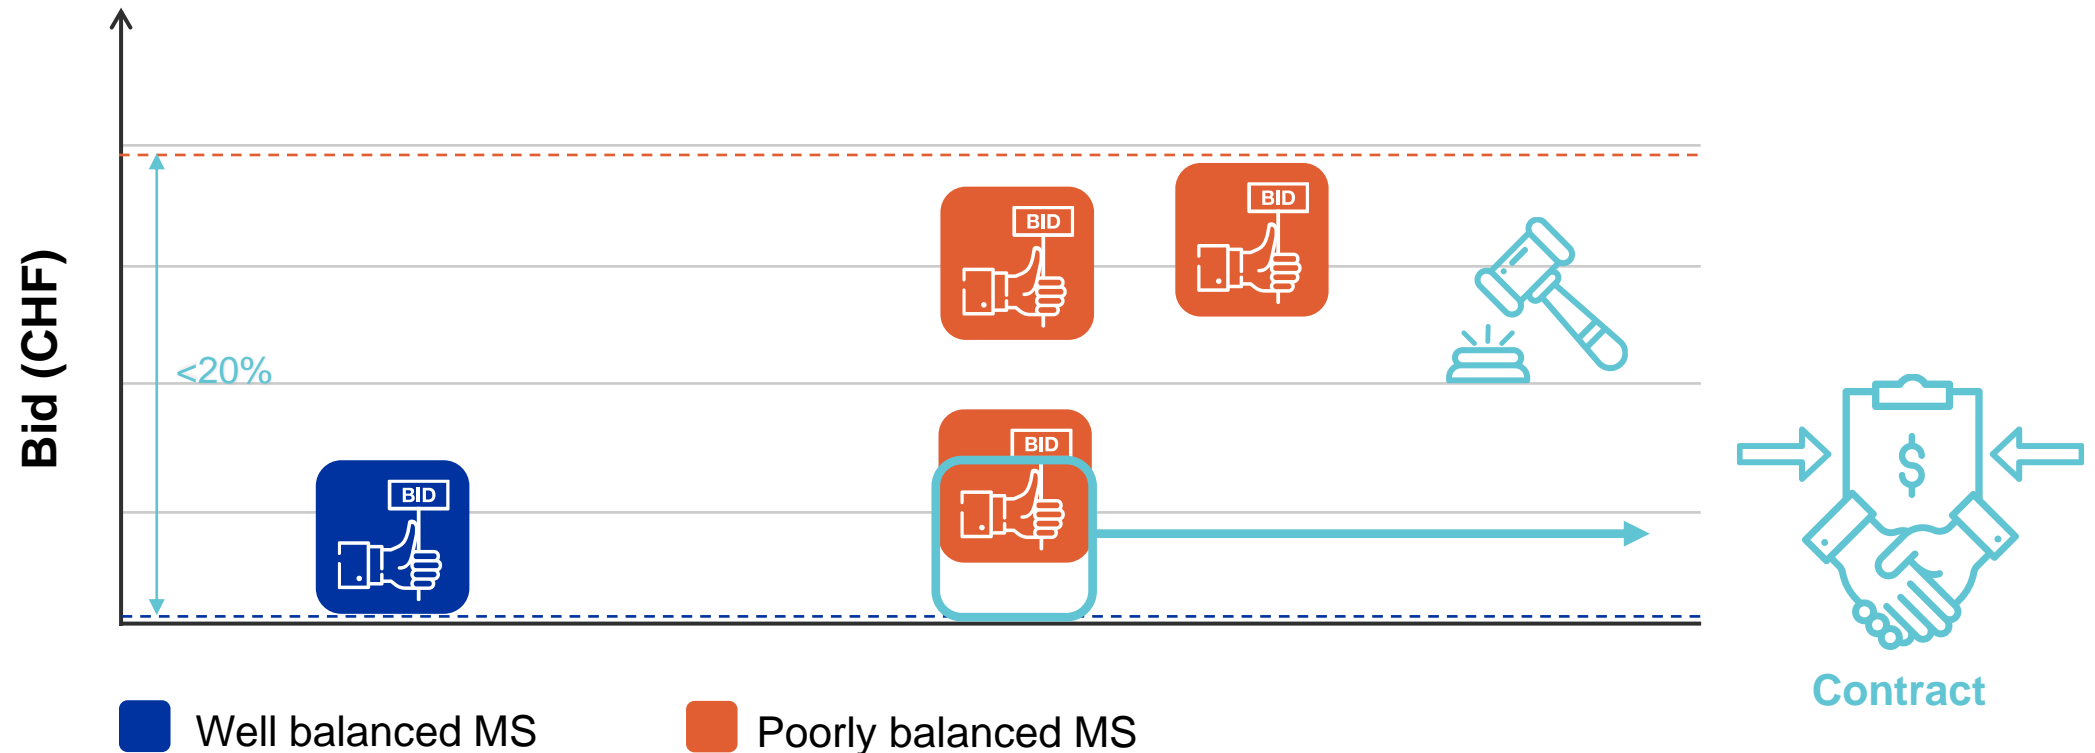 Bid (CHF)
BID
BID
<20%
BID
BID
$
Contract
Well balanced MS
Poorly balanced MS